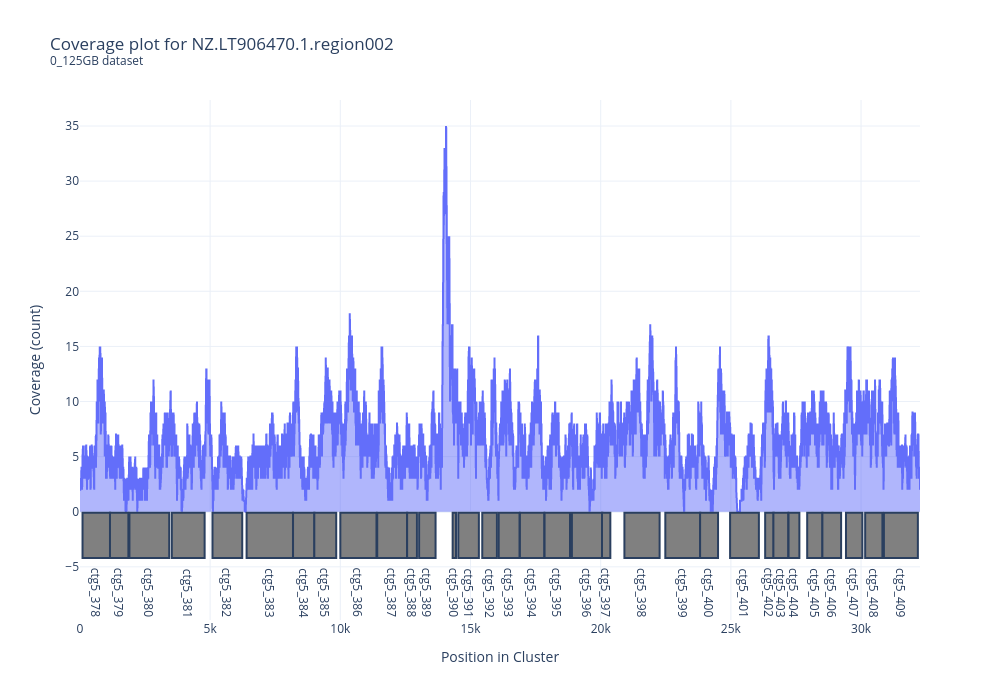 Coverage plot for NZ.LT906470.1.region002
0_125GB dataset
Coverage (count)
35
30
25
20
15
10
5
0
−5
ctg5_378
ctg5_379
ctg5_380
ctg5_381
ctg5_382
ctg5_383
ctg5_384
ctg5_385
ctg5_386
ctg5_387
ctg5_388
ctg5_389
ctg5_390
ctg5_391
ctg5_392
ctg5_393
ctg5_394
ctg5_395
ctg5_396
ctg5_397
ctg5_398
ctg5_399
ctg5_400
ctg5_401
ctg5_402
ctg5_403
ctg5_404
ctg5_405
ctg5_406
ctg5_407
ctg5_408
ctg5_409
0
5k
10k
15k
20k
25k
30k
Position in Cluster